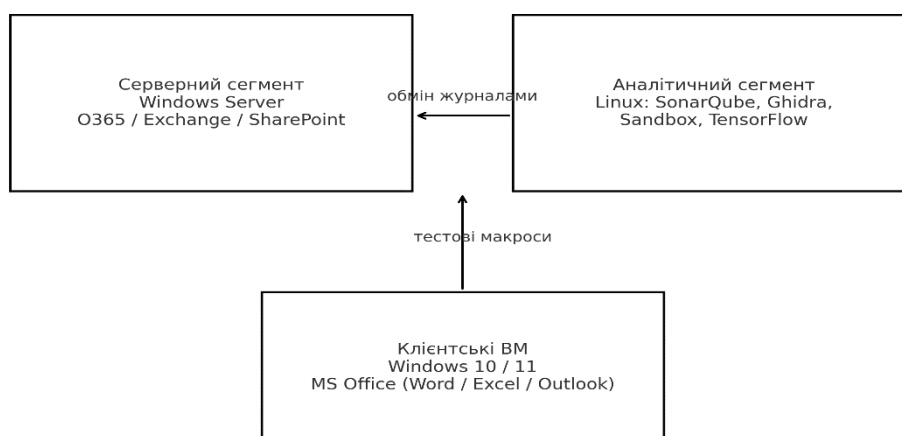 Серверний сегмент
Windows Server
O365 / Exchange / SharePoint
обмін журналами
Аналітичний сегмент
Linux: SonarQube, Ghidra,
Sandbox, TensorFlow
тестові макроси
Клієнтські ВМ
Windows 10 / 11
MS Office (Word / Excel / Outlook)